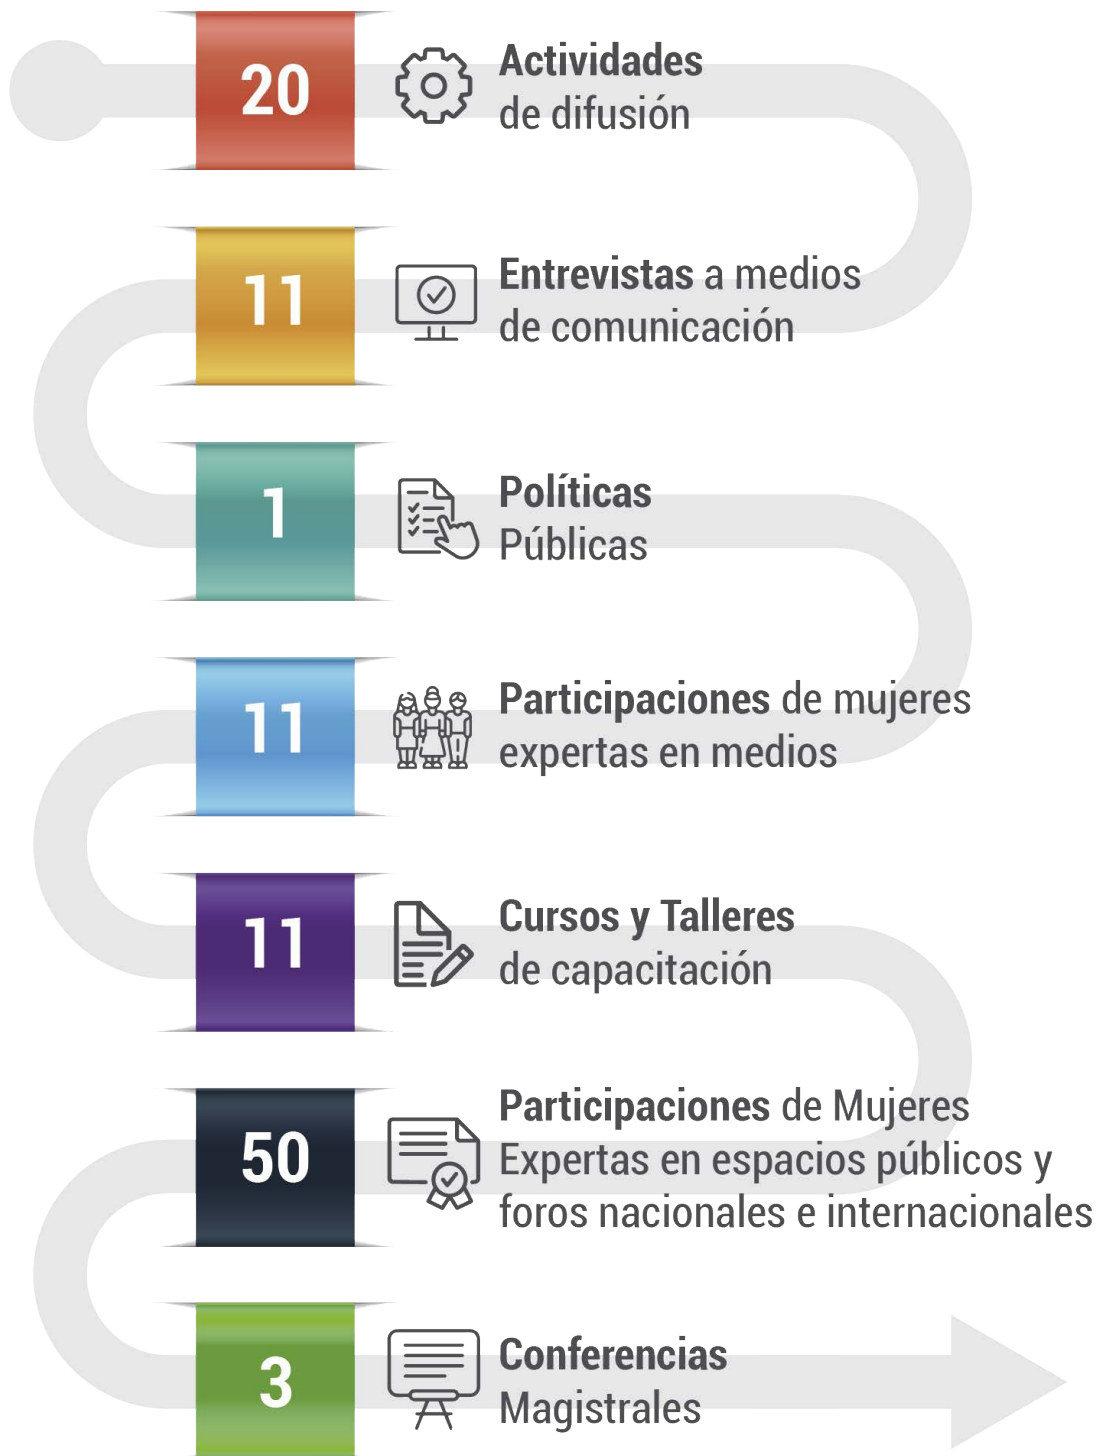 20
Actividades
de difusión
11
Entrevistas a medios
de comunicación
1
Políticas
Públicas
11
Participaciones de mujeres
expertas en medios
11
Cursos y Talleres
de capacitación
50
Participaciones de Mujeres
Expertas en espacios públicos y
foros nacionales e internacionales
3
Conferencias
Magistrales